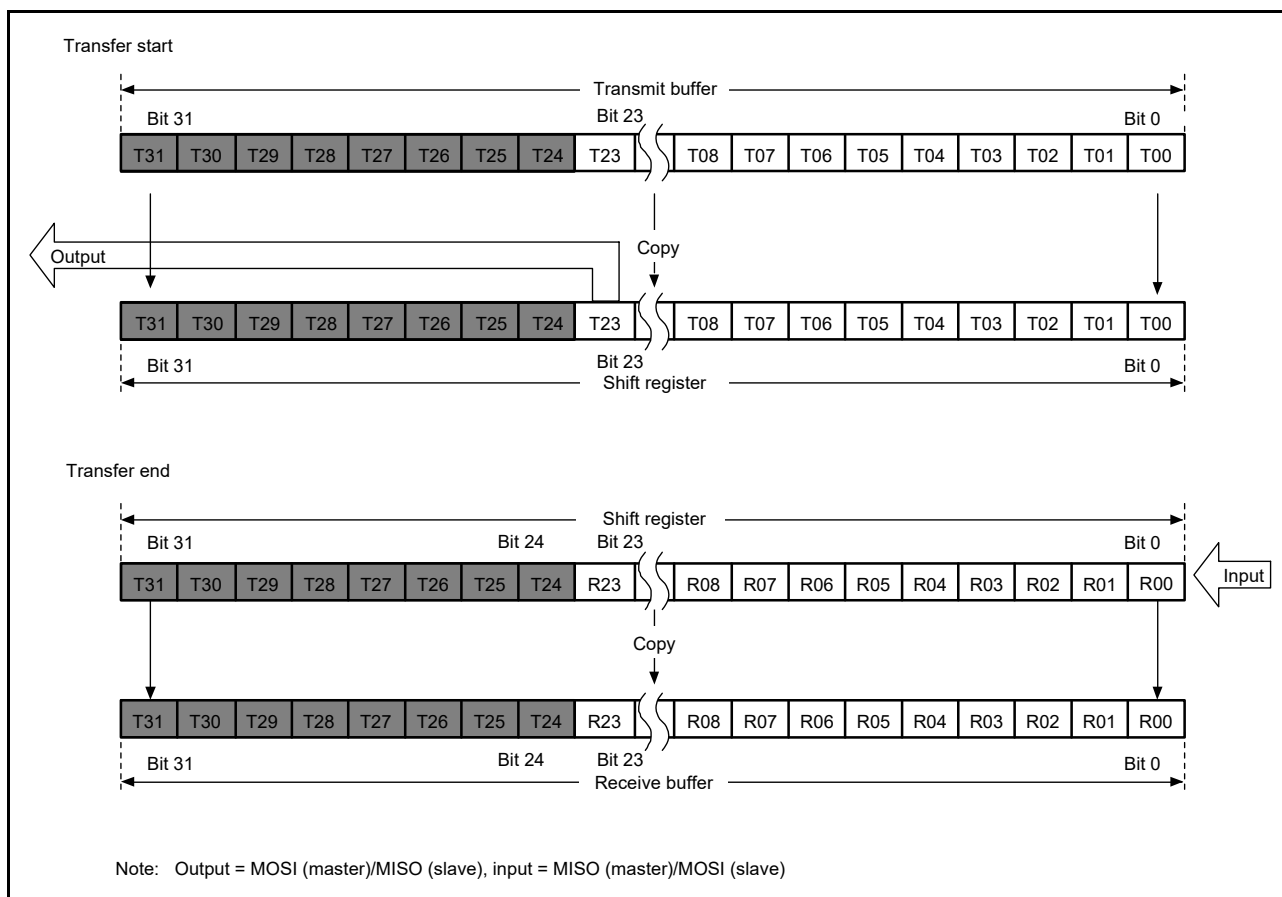 Transfer start
Transmit buffer
Bit 31 Bit 23 Bit 0
T31 T30 T29 T28 T27 T26 T25 T24 T23 T08 T07 T06 T05 T04 T03 T02 T01 T00
Output Copy
T31 T30 T29 T28 T27 T26 T25 T24 T23 T08 T07 T06 T05 T04 T03 T02 T01 T00
Bit 31 Bit 23 Bit 0
Shift register
Transfer end
Shift register
Bit 31 Bit 24 Bit 23 Bit 0
T31 T30 T29 T28 T27 T26 T25 T24 R23 R08 R07 R06 R05 R04 R03 R02 R01 R00 Input
Copy
T31 T30 T29 T28 T27 T26 T25 T24 R23 R08 R07 R06 R05 R04 R03 R02 R01 R00
Bit 31 Bit 24 Bit 23 Bit 0
Receive buffer
Note: Output = MOSI (master)/MISO (slave), input = MISO (master)/MOSI (slave)